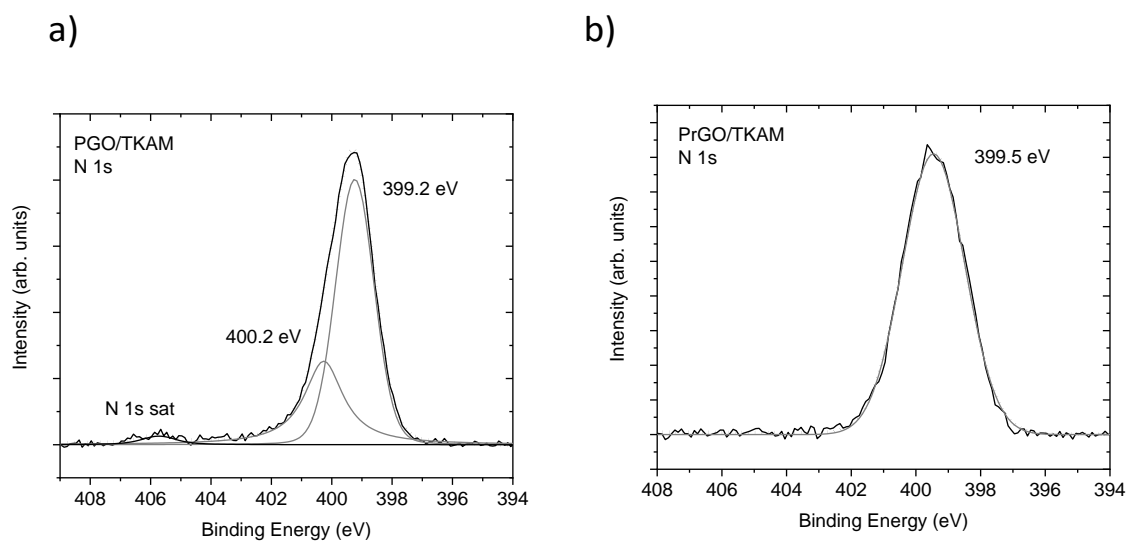 a)
PGO/TKAM
N 1s
399.2 eV
400.2 eV
N 1s sat
Intensity (arb. units)
408 406 404 402 400 398 396 394
Binding Energy (eV)
b)
PrGO/TKAM
N 1s
399.5 eV
Intensity (arb. units)
408 406 404 402 400 398 396 394
Binding Energy (eV)